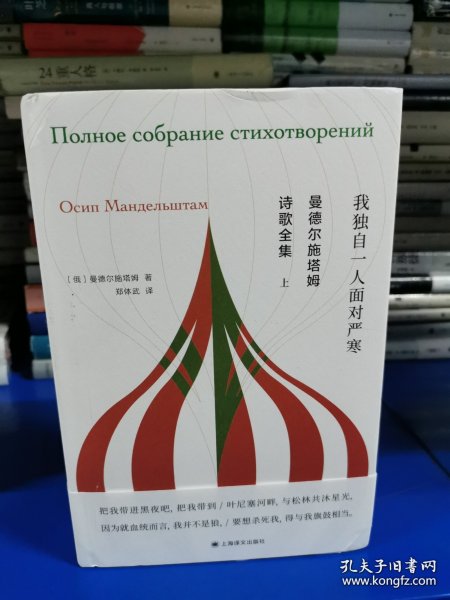 24重人格
Полное собрание стихотворений
Осип Мандельштам
我独自一人面对严寒
曼德尔施塔姆
诗歌全集 上
［俄］曼德尔施塔姆 著
郑体武 译
把我带进黑夜吧，把我带到 / 叶尼塞河畔，与松林共沐星光。
因为就血统而言，我并不是狼，/ 要想杀死我，得与我旗鼓相当。
上海译文出版社
孔夫子旧书网
www.kongfz.com